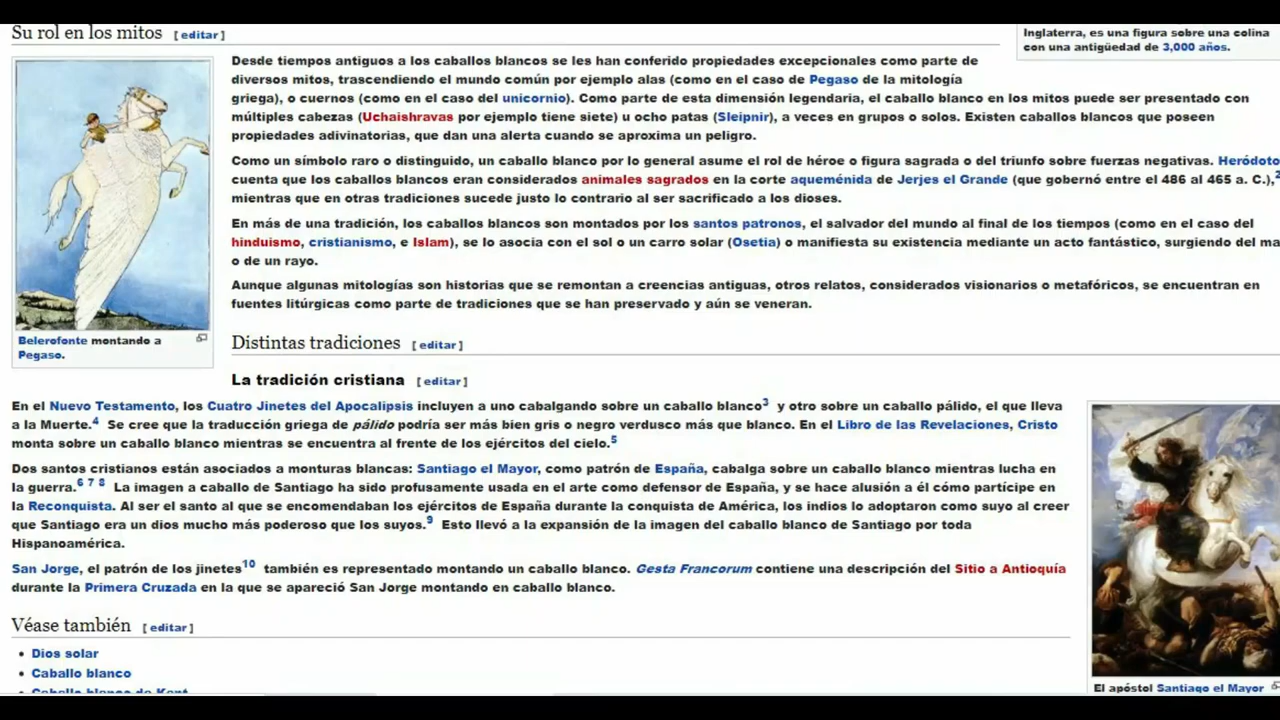 Su rol en los mitos [ editar ]
Inglaterra, es una figura sobre una colina
con una antigüedad de 3,000 años.
Desde tiempos antiguos a los caballos blancos se les han conferido propiedades excepcionales como parte de
diversos mitos, trascendiendo el mundo común por ejemplo alas (como en el caso de Pegaso de la mitología
griega), o cuernos (como en el caso del unicornio). Como parte de esta dimensión legendaria, el caballo blanco en los mitos puede ser presentado con
múltiples cabezas (Uchaishravas por ejemplo tiene siete) u ocho patas (Sleipnir), a veces en grupos o solos. Existen caballos blancos que poseen
propiedades adivinatorias, que dan una alerta cuando se aproxima un peligro.
Como un símbolo raro o distinguido, un caballo blanco por lo general asume el rol de héroe o figura sagrada o del triunfo sobre fuerzas negativas. Heródoto
cuenta que los caballos blancos eran considerados animales sagrados en la corte aqueménida de Jerjes el Grande (que gobernó entre el 486 al 465 a. C.),2
mientras que en otras tradiciones sucede justo lo contrario al ser sacrificado a los dioses.
En más de una tradición, los caballos blancos son montados por los santos patronos, el salvador del mundo al final de los tiempos (como en el caso del
hinduismo, cristianismo, e Islam), se lo asocia con el sol o un carro solar (Osetia) o manifiesta su existencia mediante un acto fantástico, surgiendo del ma
o de un rayo.
Aunque algunas mitologías son historias que se remontan a creencias antiguas, otros relatos, considerados visionarios o metafóricos, se encuentran en
fuentes litúrgicas como parte de tradiciones que se han preservado y aún se veneran.
Belerofonte montando a
Pegaso.
Distintas tradiciones [ editar ]
La tradición cristiana [ editar ]
En el Nuevo Testamento, los Cuatro Jinetes del Apocalipsis incluyen a uno cabalgando sobre un caballo blanco3 y otro sobre un caballo pálido, el que lleva
a la Muerte.4 Se cree que la traducción griega de pálido podría ser más bien gris o negro verdusco más que blanco. En el Libro de las Revelaciones, Cristo
monta sobre un caballo blanco mientras se encuentra al frente de los ejércitos del cielo.5
Dos santos cristianos están asociados a monturas blancas: Santiago el Mayor, como patrón de España, cabalga sobre un caballo blanco mientras lucha en
la guerra.6 7 8 La imagen a caballo de Santiago ha sido profusamente usada en el arte como defensor de España, y se hace alusión a él cómo partícipe en
la Reconquista. Al ser el santo al que se encomendaban los ejércitos de España durante la conquista de América, los indios lo adoptaron como suyo al creer
que Santiago era un dios mucho más poderoso que los suyos.9 Esto llevó a la expansión de la imagen del caballo blanco de Santiago por toda
Hispanoamérica.
San Jorge, el patrón de los jinetes10 también es representado montando un caballo blanco. Gesta Francorum contiene una descripción del Sitio a Antioquía
durante la Primera Cruzada en la que se apareció San Jorge montando en caballo blanco.
Véase también [ editar ]
• Dios solar
• Caballo blanco
• Caballo blanco de Kent
El apóstol Santiago el Mayor